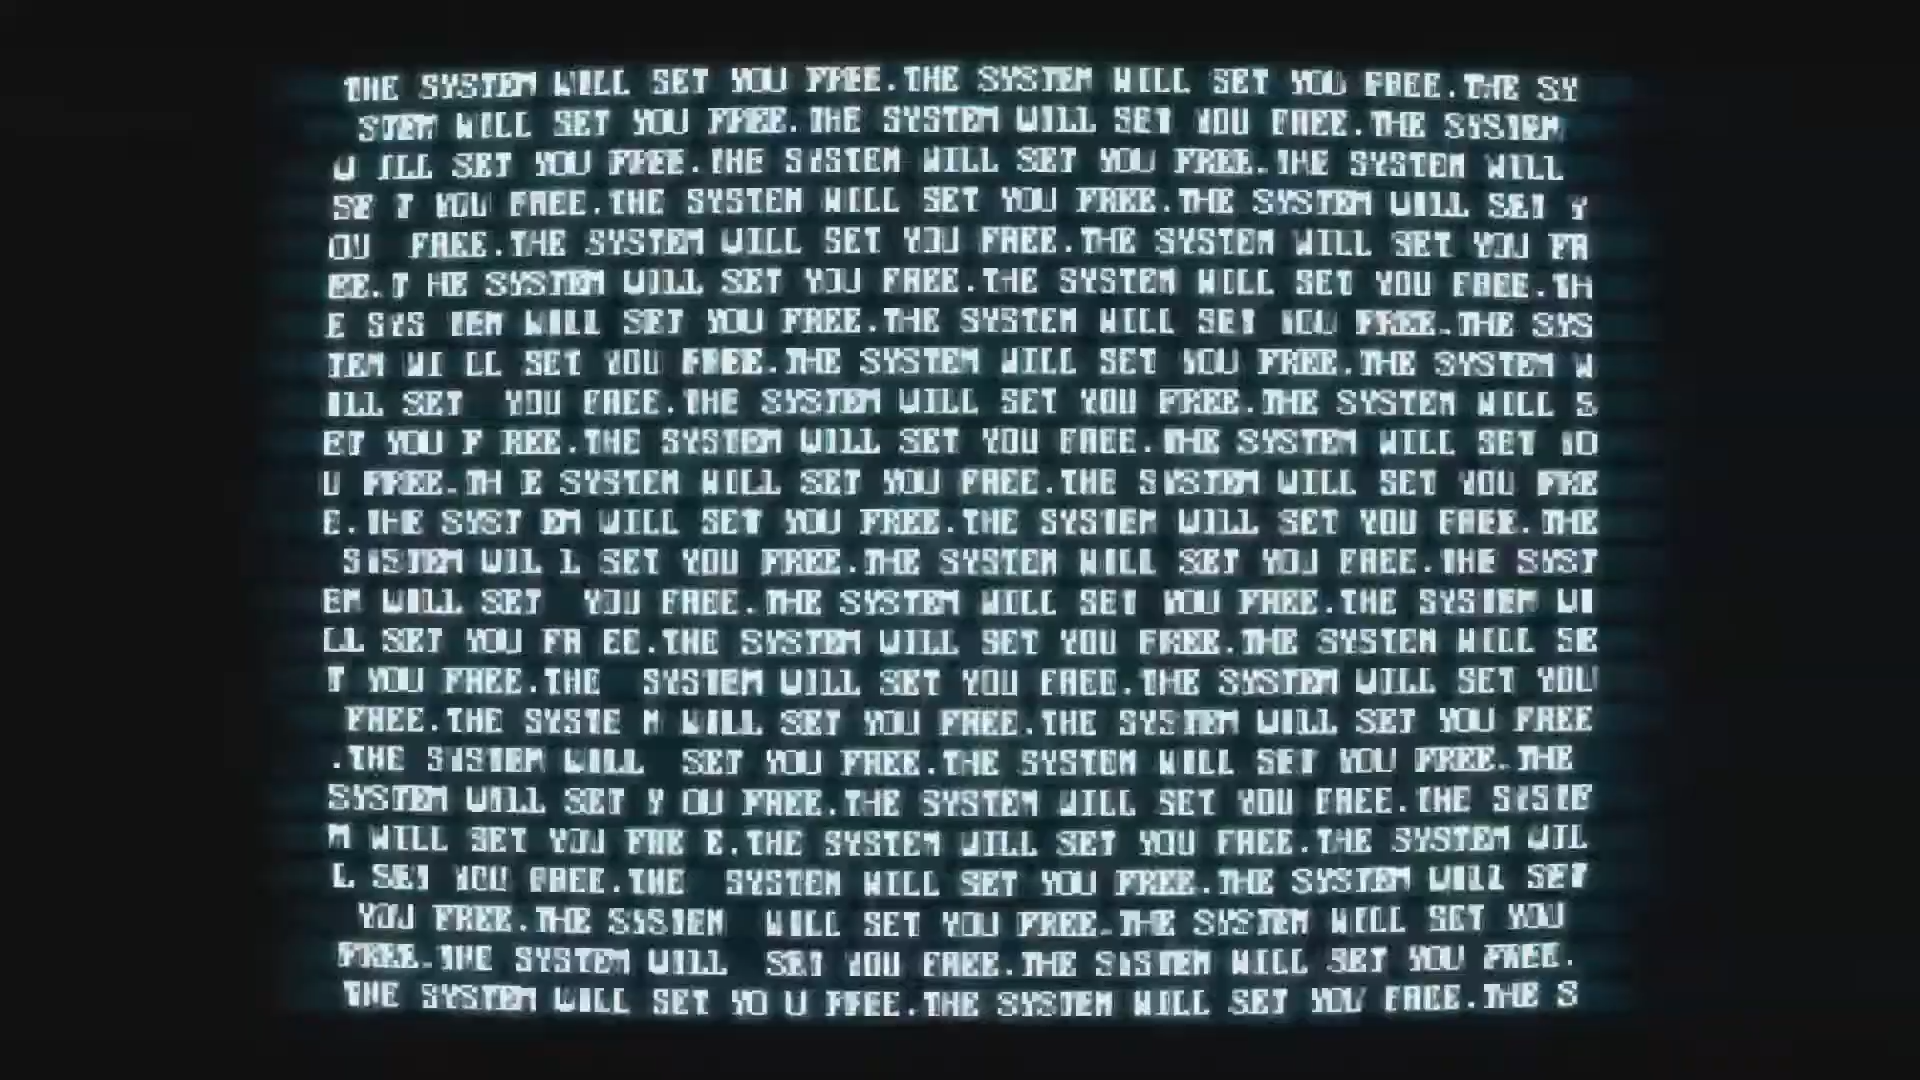 THE SYSTEM WILL SET YOU FREE.THE SYSTEM WILL SET YOU FREE.THE SY
STEM WILL SET YOU FREE.THE SYSTEM WILL SET YOU FREE.THE SYSTEM
W ILL SET YOU FREE.THE SYSTEM WILL SET YOU FREE.THE SYSTEM WILL
SE T YOU FREE.THE SYSTEM WILL SET YOU FREE.THE SYSTEM WILL SET Y
OU  FREE.THE SYSTEM WILL SET YOU FREE.THE SYSTEM WILL SET YOU FR
EE.T HE SYSTEM WILL SET YOU FREE.THE SYSTEM WILL SET YOU FREE.TH
E SYS TEM WILL SET YOU FREE.THE SYSTEM WILL SET YOU FREE.THE SYS
TEM WI LL SET YOU FREE.THE SYSTEM WILL SET YOU FREE.THE SYSTEM W
ILL SET  YOU FREE.THE SYSTEM WILL SET YOU FREE.THE SYSTEM WILL S
ET YOU F REE.THE SYSTEM WILL SET YOU FREE.THE SYSTEM WILL SET YO
U FREE.TH E SYSTEM WILL SET YOU FREE.THE SYSTEM WILL SET YOU FRE
E.THE SYST EM WILL SET YOU FREE.THE SYSTEM WILL SET YOU FREE.THE
SYSTEM WIL L SET YOU FREE.THE SYSTEM WILL SET YOU FREE.THE SYST
EM WILL SET  YOU FREE.THE SYSTEM WILL SET YOU FREE.THE SYSTEM WI
LL SET YOU FR EE.THE SYSTEM WILL SET YOU FREE.THE SYSTEM WILL SE
T YOU FREE.THE  SYSTEM WILL SET YOU FREE.THE SYSTEM WILL SET YOU
FREE.THE SYSTE M WILL SET YOU FREE.THE SYSTEM WILL SET YOU FREE
.THE SYSTEM WILL  SET YOU FREE.THE SYSTEM WILL SET YOU FREE.THE
SYSTEM WILL SET Y OU FREE.THE SYSTEM WILL SET YOU FREE.THE SYSTE
M WILL SET YOU FRE E.THE SYSTEM WILL SET YOU FREE.THE SYSTEM WIL
L SET YOU FREE.THE  SYSTEM WILL SET YOU FREE.THE SYSTEM WILL SET
YOU FREE.THE SYSTEM  WILL SET YOU FREE.THE SYSTEM WILL SET YOU
FREE.THE SYSTEM WILL  SET YOU FREE.THE SYSTEM WILL SET YOU FREE.
THE SYSTEM WILL SET YO U FREE.THE SYSTEM WILL SET YOU FREE.THE S